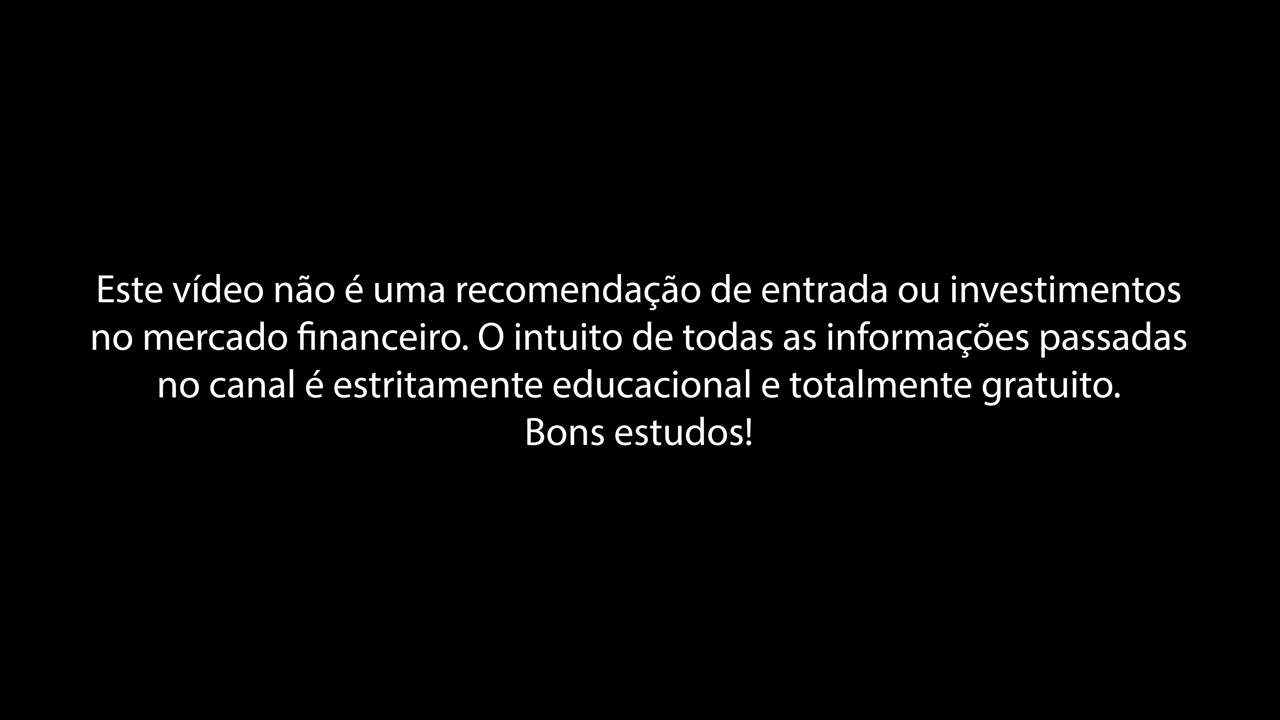 Este vídeo não é uma recomendação de entrada ou investimentos
no mercado financeiro. O intuito de todas as informações passadas
no canal é estritamente educacional e totalmente gratuito.
Bons estudos!